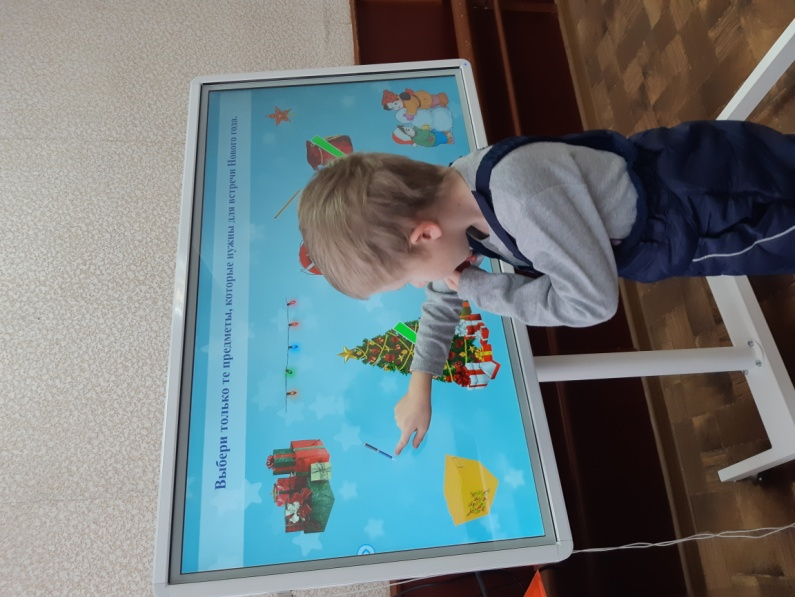 Выбери только те предметы, которые нужны для встречи Нового года.